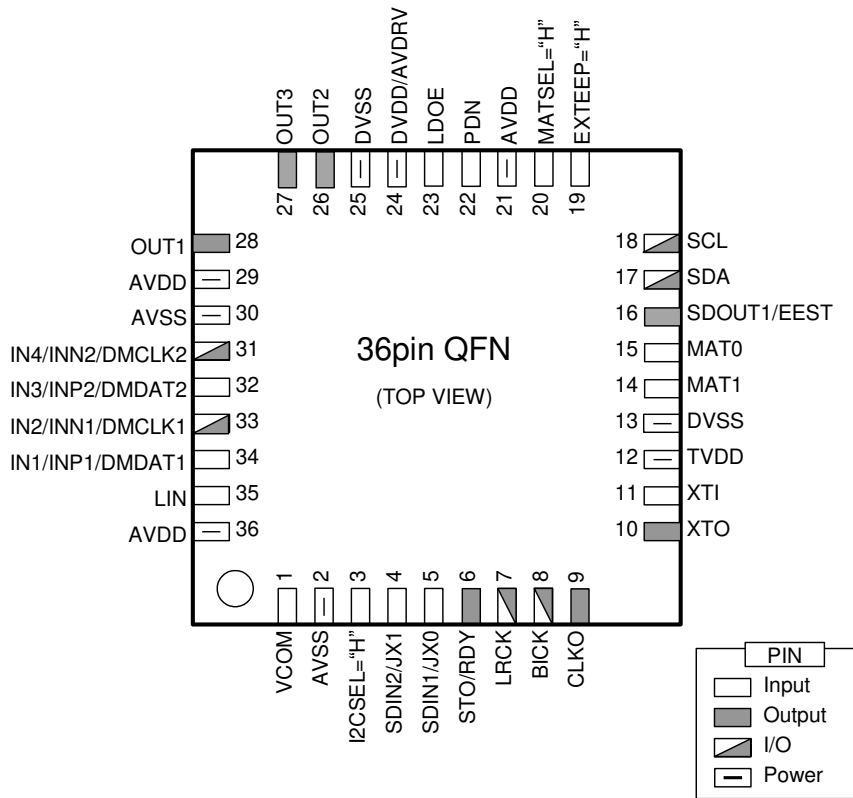 OUT3
OUT2
DVSS
DVDD/AVDRV
LDOE
PDN
AVDD
MATSEL=“H”
EXTEEP=“H”
27
26
25
24
23
22
21
20
19
OUT1 28
AVDD 29
AVSS 30
IN4/INN2/DMCLK2 31
IN3/INP2/DMDAT2 32
IN2/INN1/DMCLK1 33
IN1/INP1/DMDAT1 34
LIN 35
AVDD 36
36pin QFN
(TOP VIEW)
18 SCL
17 SDA
16 SDOUT1/EEST
15 MAT0
14 MAT1
13 DVSS
12 TVDD
11 XTI
10 XTO
1
2
3
4
5
6
7
8
9
VCOM
AVSS
I2CSEL=“H”
SDIN2/JX1
SDIN1/JX0
STO/RDY
LRCK
BICK
CLKO
PIN
Input
Output
I/O
Power